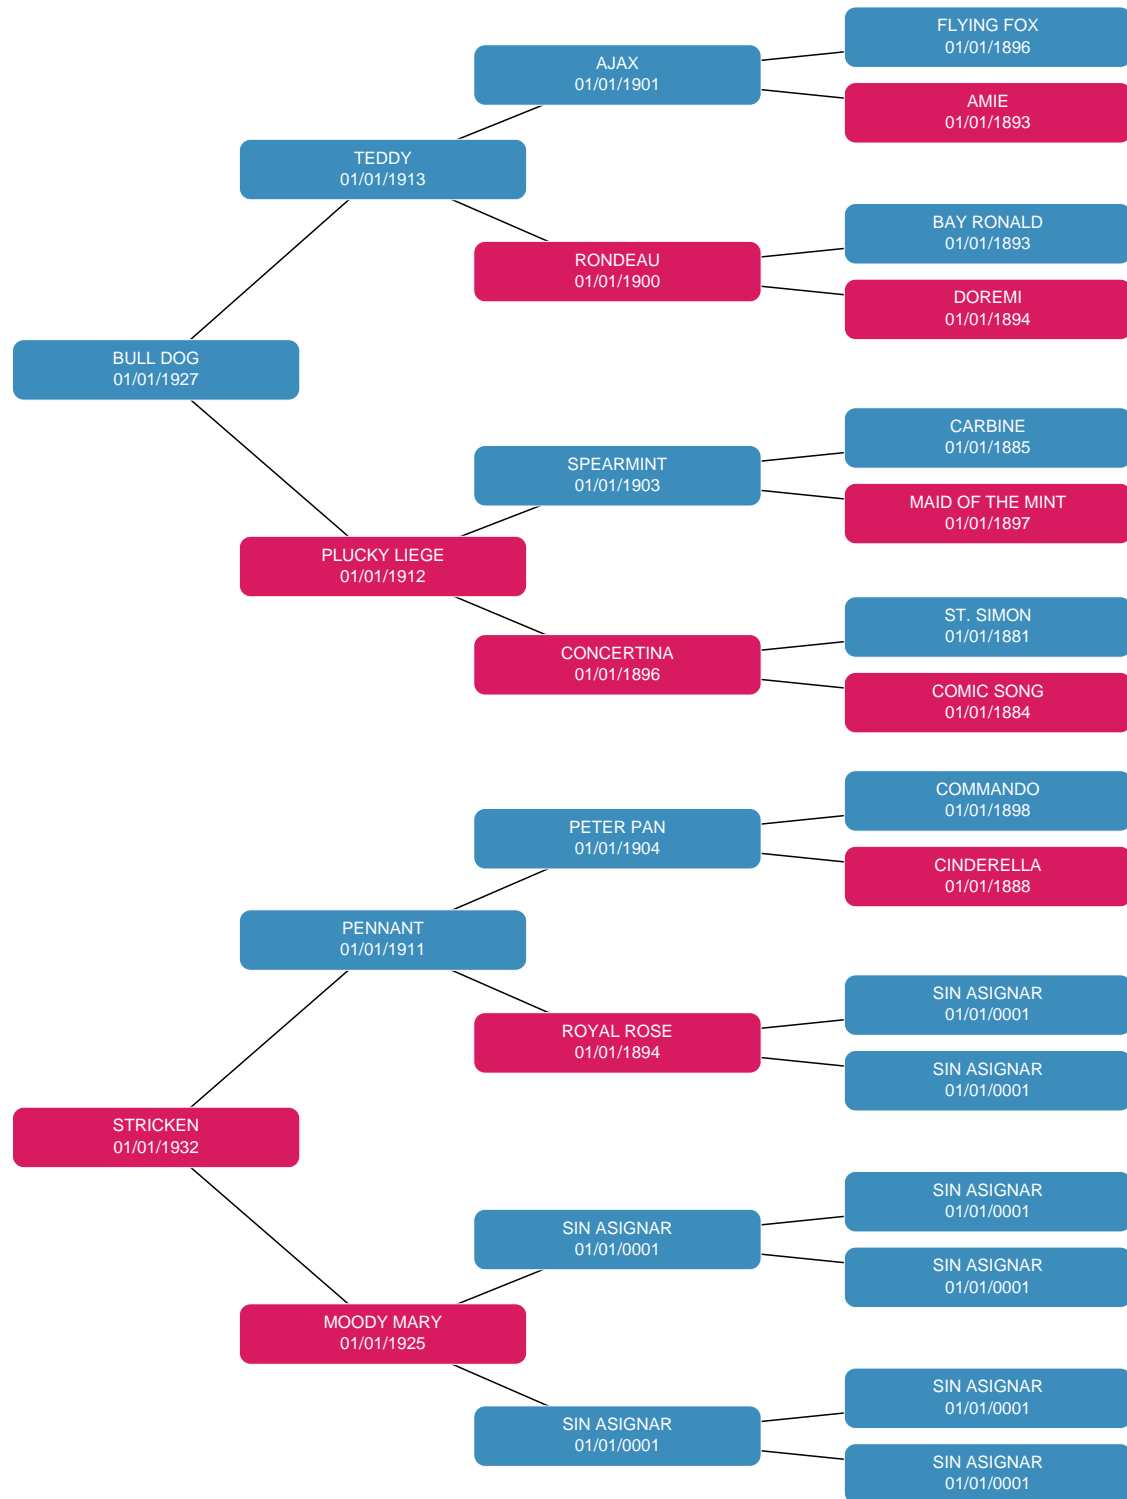 FLYING FOX
01/01/1896
AJAX
01/01/1901
AMIE
01/01/1893
TEDDY
01/01/1913
BAY RONALD
01/01/1893
RONDEAU
01/01/1900
DOREMI
01/01/1894
BULL DOG
01/01/1927
CARBINE
01/01/1885
SPEARMINT
01/01/1903
MAID OF THE MINT
01/01/1897
PLUCKY LIEGE
01/01/1912
ST. SIMON
01/01/1881
CONCERTINA
01/01/1896
COMIC SONG
01/01/1884
COMMANDO
01/01/1898
PETER PAN
01/01/1904
CINDERELLA
01/01/1888
PENNANT
01/01/1911
SIN ASIGNAR
01/01/0001
ROYAL ROSE
01/01/1894
SIN ASIGNAR
01/01/0001
STRICKEN
01/01/1932
SIN ASIGNAR
01/01/0001
SIN ASIGNAR
01/01/0001
SIN ASIGNAR
01/01/0001
MOODY MARY
01/01/1925
SIN ASIGNAR
01/01/0001
SIN ASIGNAR
01/01/0001
SIN ASIGNAR
01/01/0001